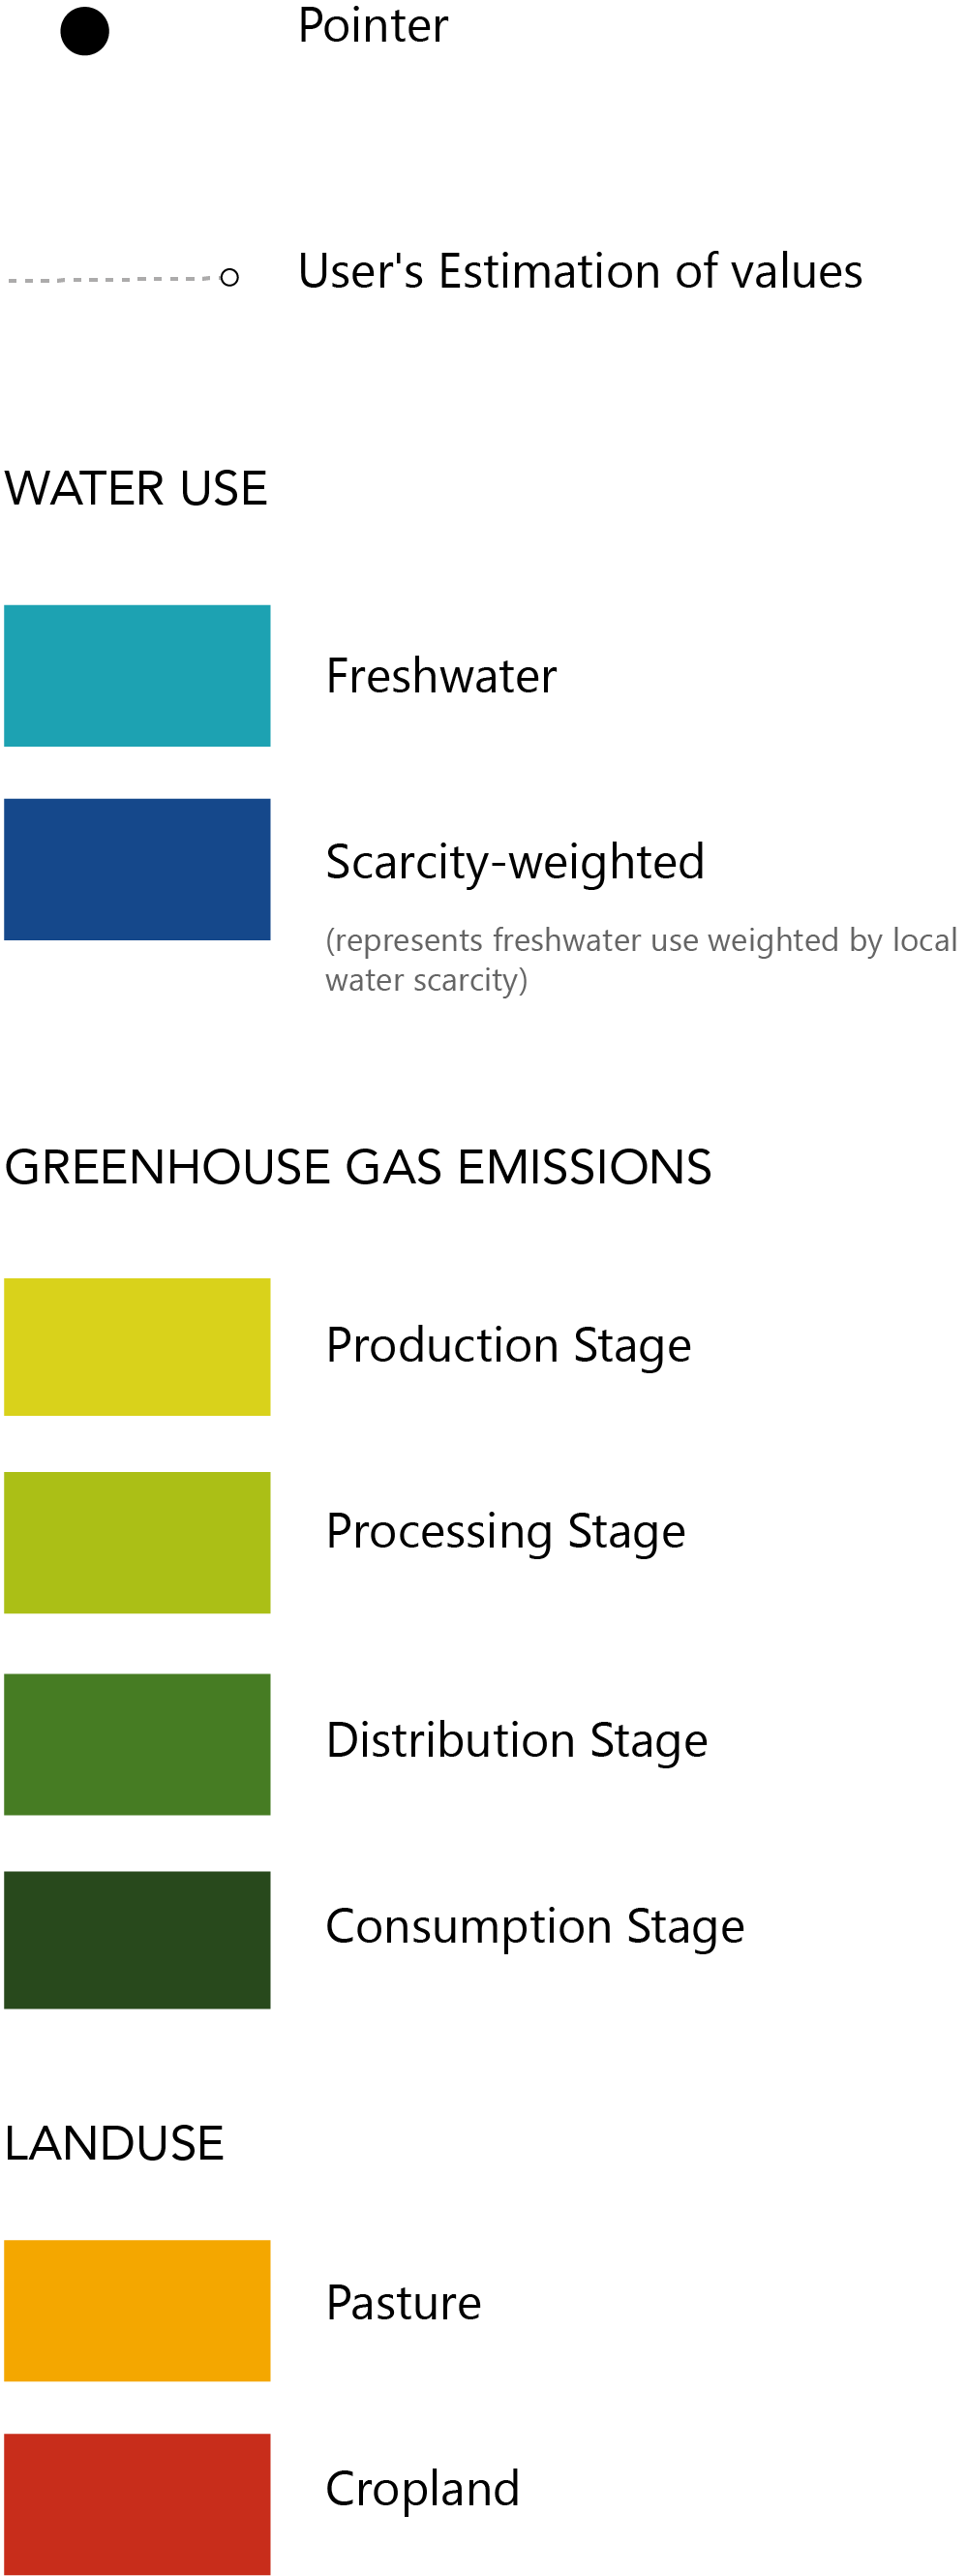 Pointer
User's Estimation of values
WATER USE
Freshwater
Scarcity-weighted
(represents freshwater use weighted by local
water scarcity)
GREENHOUSE GAS EMISSIONS
Production Stage
Processing Stage
Distribution Stage
Consumption Stage
LANDUSE
Pasture
Cropland